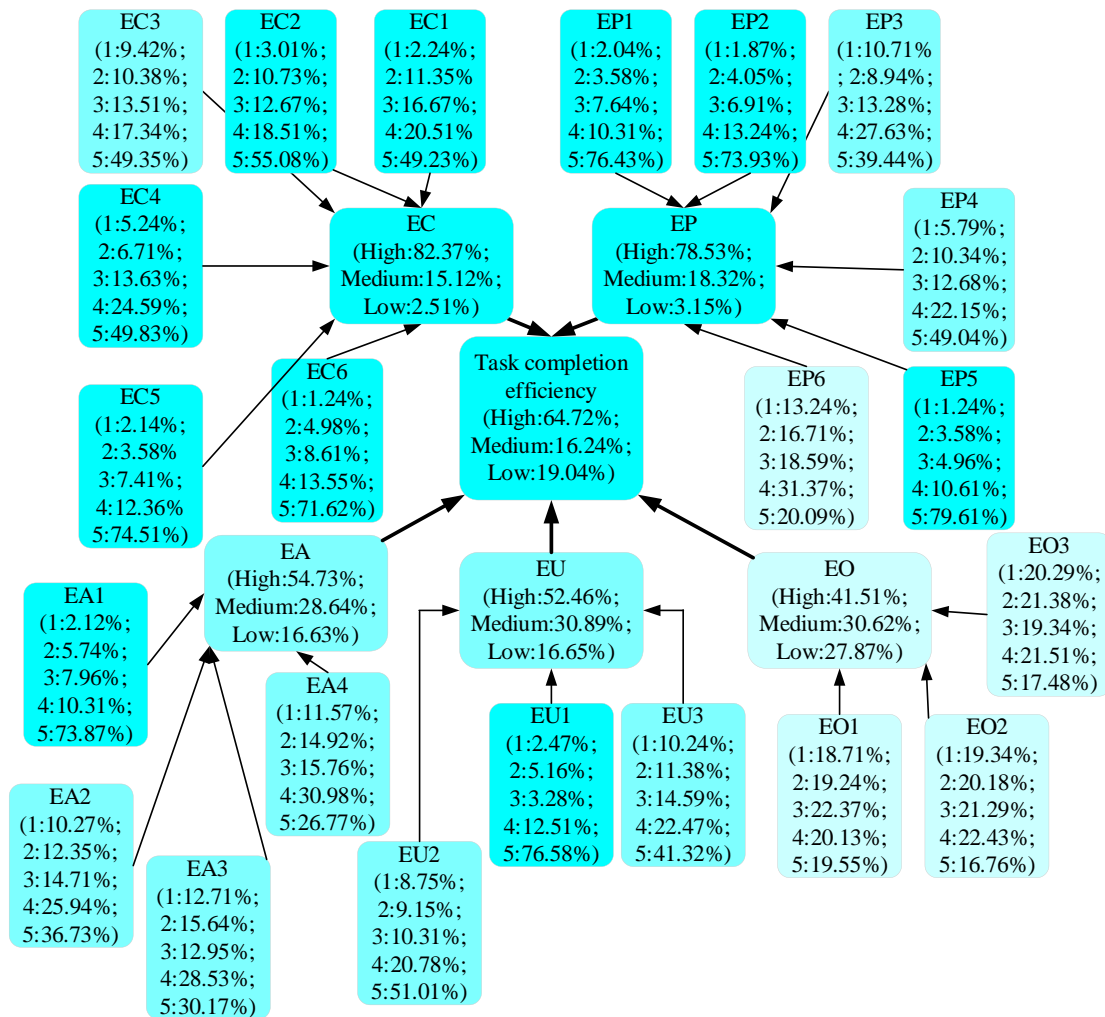 EC3
(1:9.42%;
2:10.38%;
3:13.51%;
4:17.34%;
5:49.35%)
EC2
(1:3.01%;
2:10.73%;
3:12.67%;
4:18.51%;
5:55.08%)
EC1
(1:2.24%;
2:11.35%
3:16.67%;
4:20.51%
5:49.23%)
EP1
(1:2.04%;
2:3.58%;
3:7.64%;
4:10.31%;
5:76.43%)
EP2
(1:1.87%;
2:4.05%;
3:6.91%;
4:13.24%;
5:73.93%)
EP3
(1:10.71%
; 2:8.94%;
3:13.28%;
4:27.63%;
5:39.44%)
EC4
(1:5.24%;
2:6.71%;
3:13.63%;
4:24.59%;
5:49.83%)
EC
(High:82.37%;
Medium:15.12%;
Low:2.51%)
EP
(High:78.53%;
Medium:18.32%;
Low:3.15%)
EP4
(1:5.79%;
2:10.34%;
3:12.68%;
4:22.15%;
5:49.04%)
EC5
(1:2.14%;
2:3.58%
3:7.41%;
4:12.36%
5:74.51%)
EC6
(1:1.24%;
2:4.98%;
3:8.61%;
4:13.55%;
5:71.62%)
Task completion
efficiency
(High:64.72%;
Medium:16.24%;
Low:19.04%)
EP6
(1:13.24%;
2:16.71%;
3:18.59%;
4:31.37%;
5:20.09%)
EP5
(1:1.24%;
2:3.58%;
3:4.96%;
4:10.61%;
5:79.61%)
EA
(High:54.73%;
Medium:28.64%;
Low:16.63%)
EU
(High:52.46%;
Medium:30.89%;
Low:16.65%)
EO
(High:41.51%;
Medium:30.62%;
Low:27.87%)
EO3
(1:20.29%;
2:21.38%;
3:19.34%;
4:21.51%;
5:17.48%)
EA1
(1:2.12%;
2:5.74%;
3:7.96%;
4:10.31%;
5:73.87%)
EA4
(1:11.57%;
2:14.92%;
3:15.76%;
4:30.98%;
5:26.77%)
EU1
(1:2.47%;
2:5.16%;
3:3.28%;
4:12.51%;
5:76.58%)
EU3
(1:10.24%;
2:11.38%;
3:14.59%;
4:22.47%;
5:41.32%)
EO1
(1:18.71%;
2:19.24%;
3:22.37%;
4:20.13%;
5:19.55%)
EO2
(1:19.34%;
2:20.18%;
3:21.29%;
4:22.43%;
5:16.76%)
EA2
(1:10.27%;
2:12.35%;
3:14.71%;
4:25.94%;
5:36.73%)
EA3
(1:12.71%;
2:15.64%;
3:12.95%;
4:28.53%;
5:30.17%)
EU2
(1:8.75%;
2:9.15%;
3:10.31%;
4:20.78%;
5:51.01%)